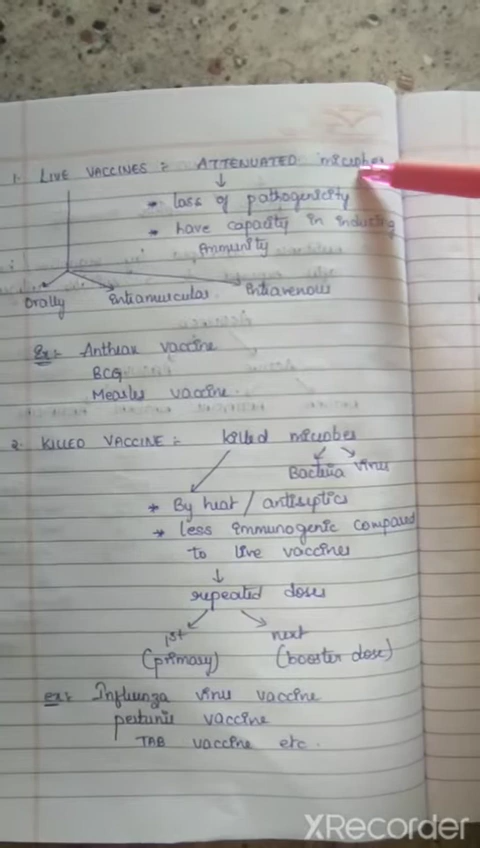 1. LIVE VACCINES :- ATTENUATED microbes
* loss of pathogenicity
* have capacity in inducing
Immunity
Orally Intramuscular Intravenous
Ex:- Anthrax vaccine
BCG
Measles vaccine.
2. KILLED VACCINE :- killed microbes
Bacteria virus
* By heat / antiseptics
* less immunogenic compared
to live vaccines
repeated doses
1st next
(primary) (booster dose)
ex:- Influenza virus vaccine
pertusis vaccine
TAB vaccine etc.
XRecorder